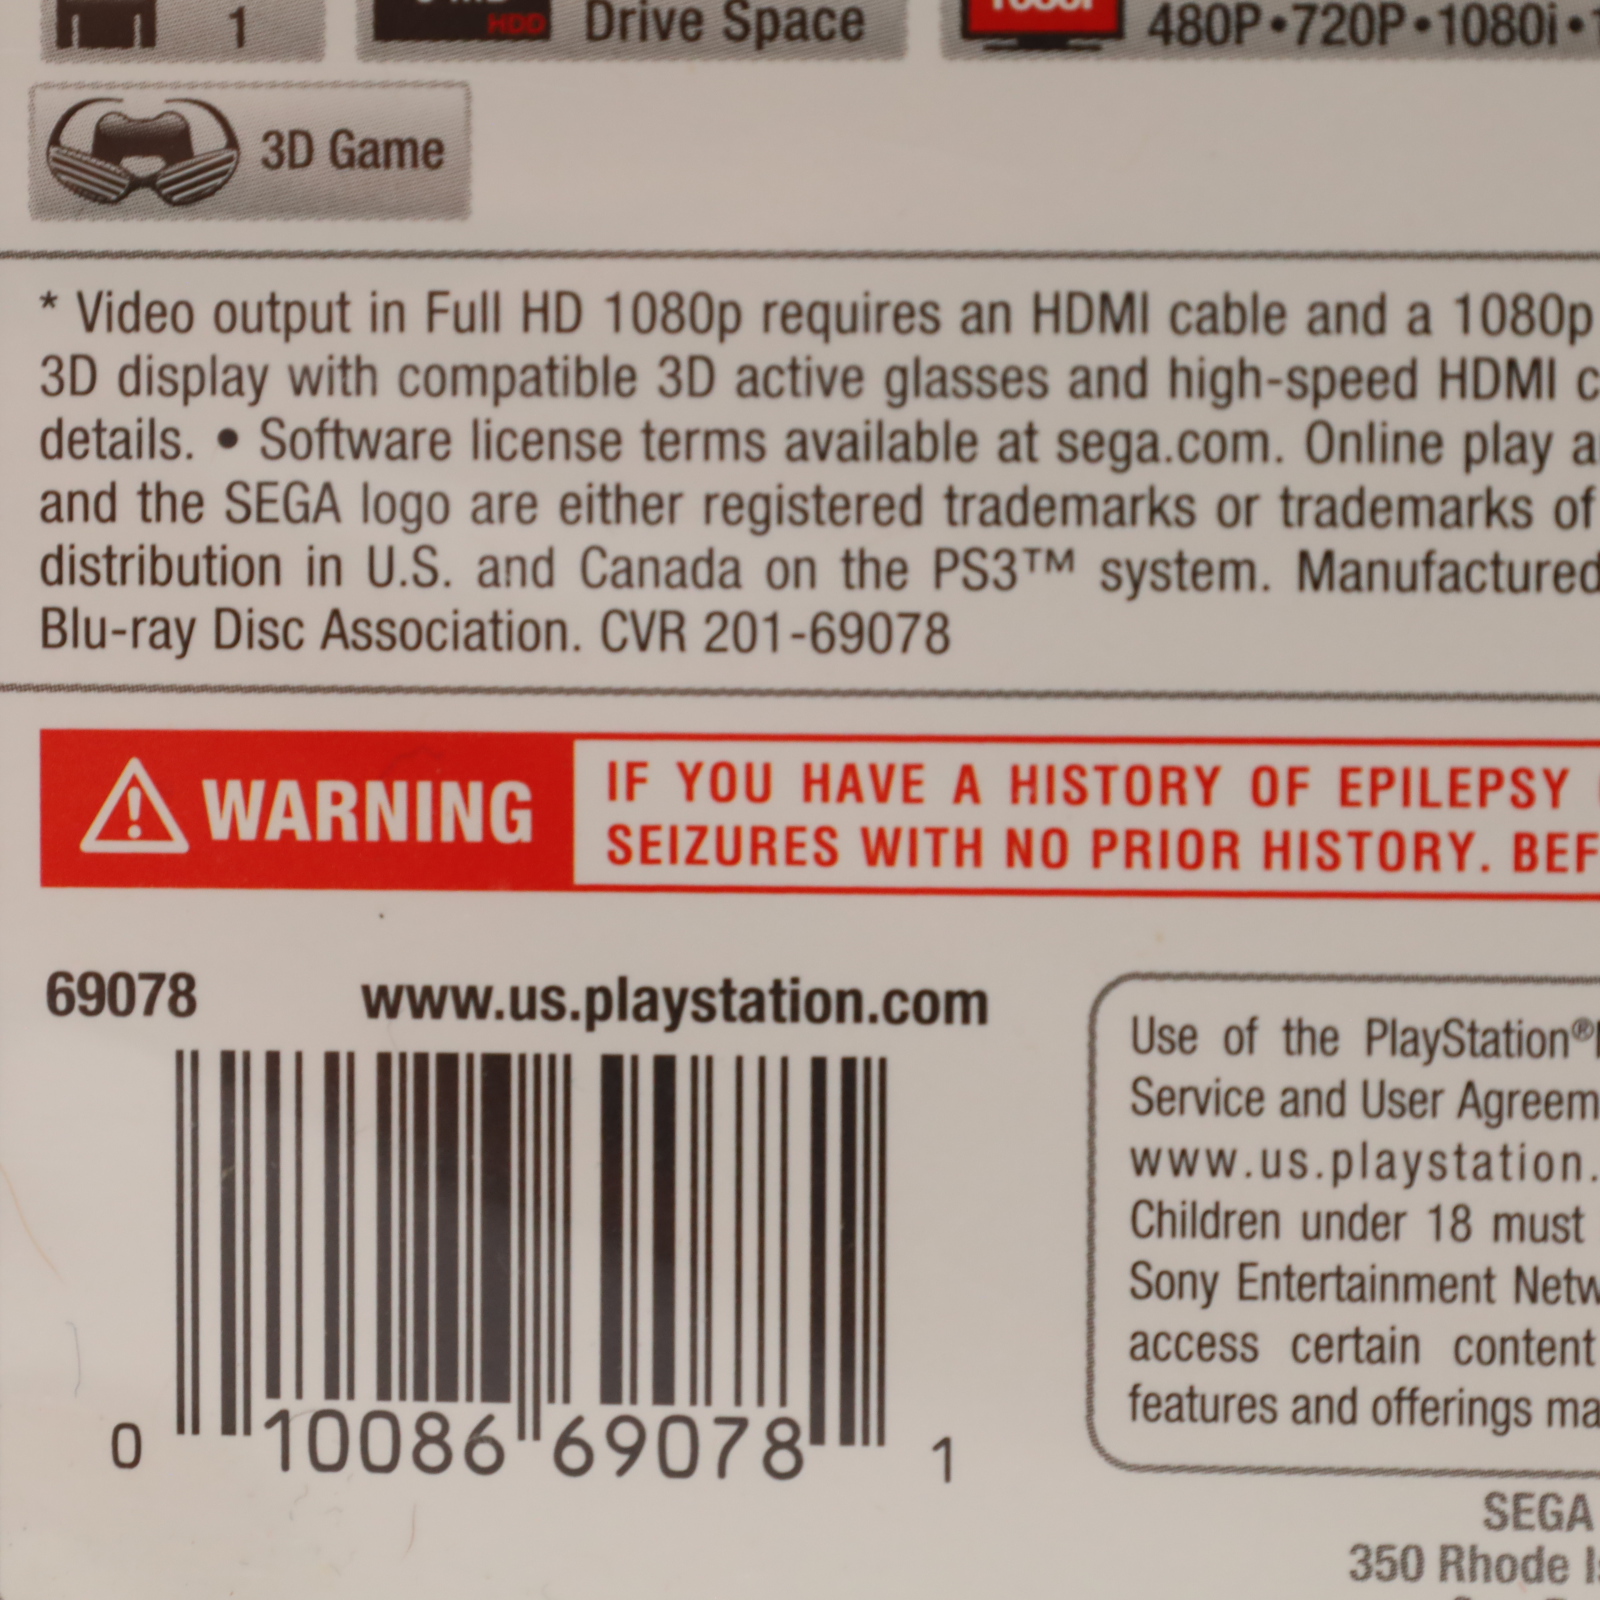 1
HDD
Drive Space
480P•720P•1080i•
3D Game
* Video output in Full HD 1080p requires an HDMI cable and a 1080p
3D display with compatible 3D active glasses and high-speed HDMI c
details. • Software license terms available at sega.com. Online play a
and the SEGA logo are either registered trademarks or trademarks of
distribution in U.S. and Canada on the PS3™ system. Manufactured
Blu-ray Disc Association. CVR 201-69078
WARNING
IF YOU HAVE A HISTORY OF EPILEPSY
SEIZURES WITH NO PRIOR HISTORY. BEF
69078
www.us.playstation.com
0 10086 69078 1
Use of the PlayStation®
Service and User Agreem
www.us.playstation.
Children under 18 must
Sony Entertainment Netw
access certain content
features and offerings ma
SEGA
350 Rhode Is